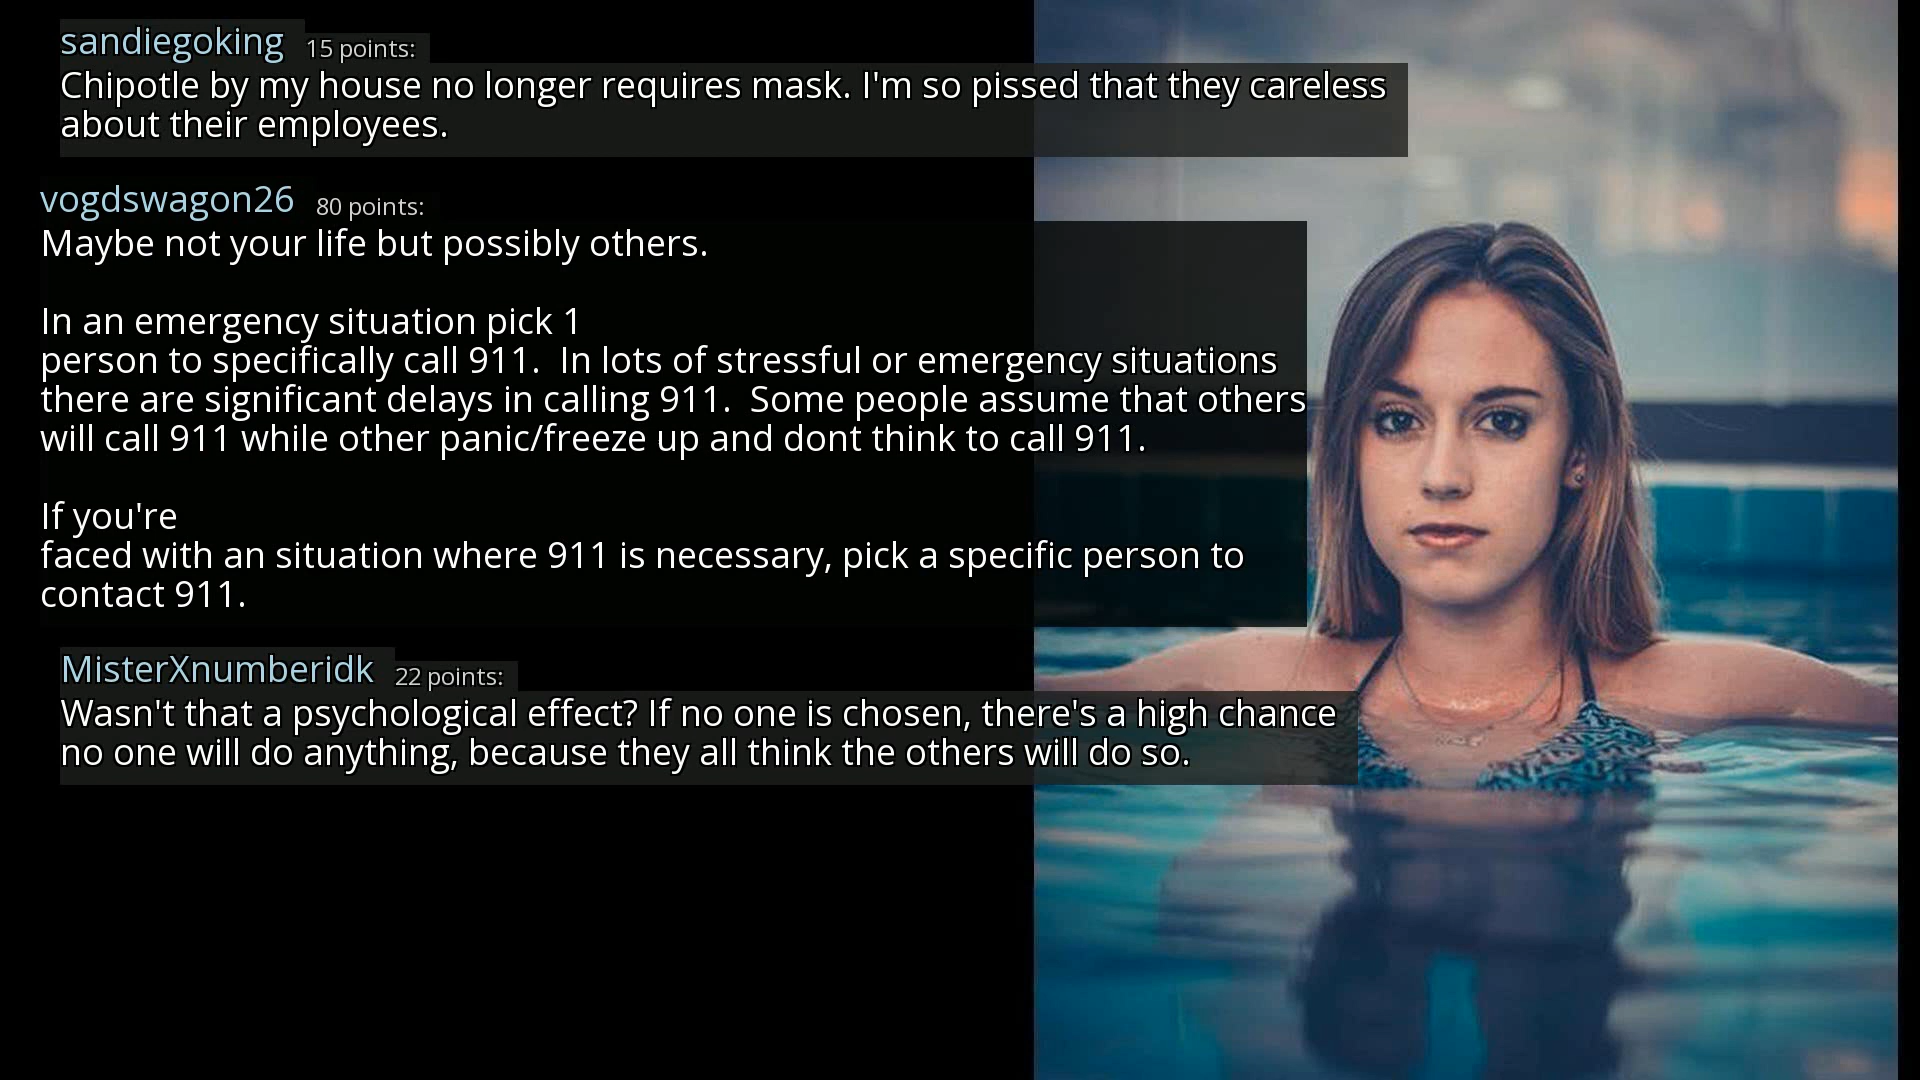 sandiegoking 15 points:
Chipotle by my house no longer requires mask. I'm so pissed that they careless
about their employees.
vogdswagon26 80 points:
Maybe not your life but possibly others.
In an emergency situation pick 1
person to specifically call 911.  In lots of stressful or emergency situations
there are significant delays in calling 911.  Some people assume that others
will call 911 while other panic/freeze up and dont think to call 911.
If you're
faced with an situation where 911 is necessary, pick a specific person to
contact 911.
MisterXnumberidk 22 points:
Wasn't that a psychological effect? If no one is chosen, there's a high chance
no one will do anything, because they all think the others will do so.